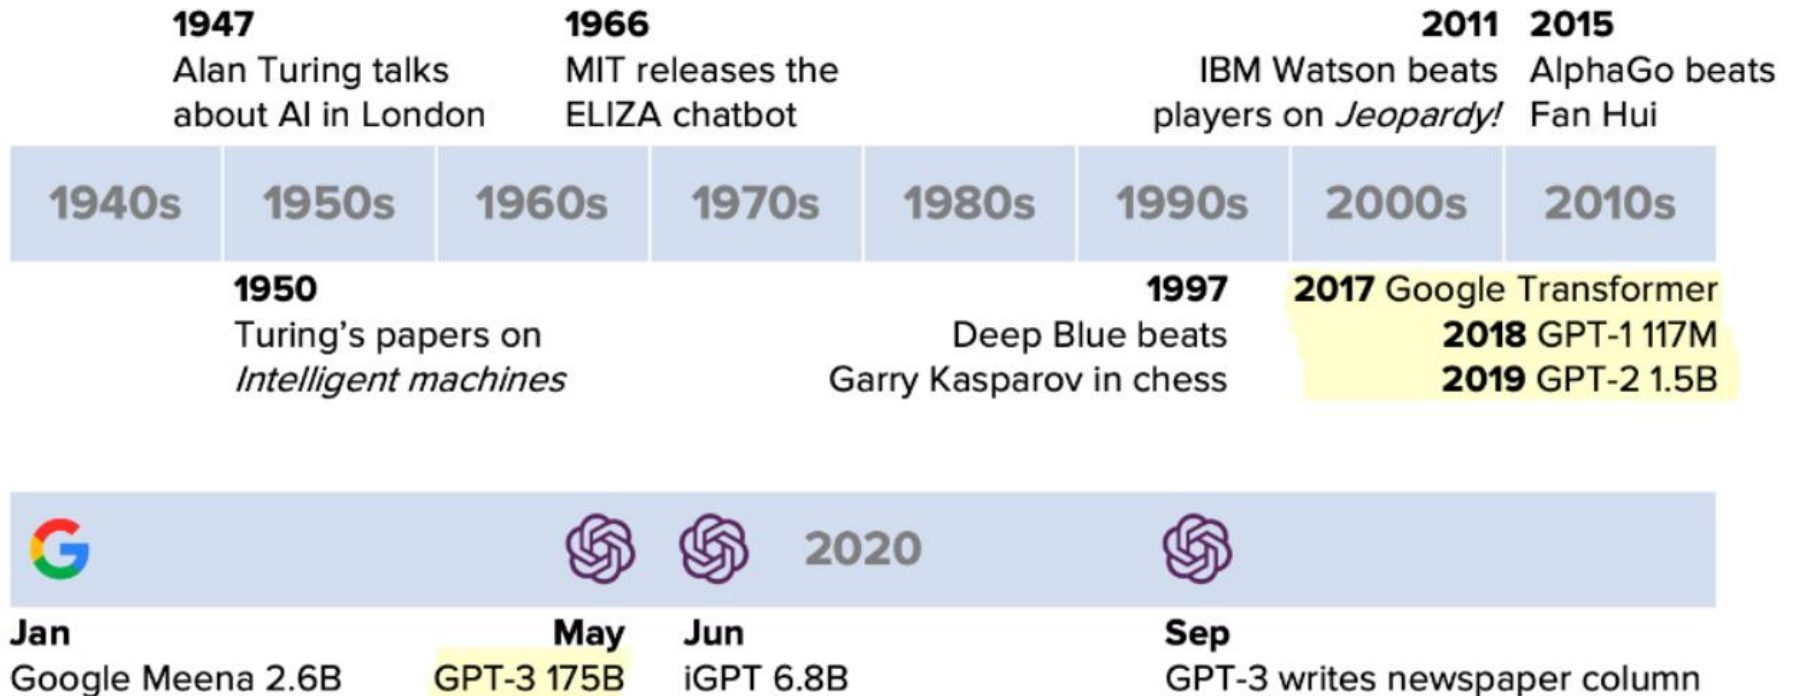 1947
Alan Turing talks
about AI in London
1966
MIT releases the
ELIZA chatbot
2011
IBM Watson beats
players on Jeopardy!
2015
AlphaGo beats
Fan Hui
1940s 1950s 1960s 1970s 1980s 1990s 2000s 2010s
1950
Turing’s papers on
Intelligent machines
1997
Deep Blue beats
Garry Kasparov in chess
2017 Google Transformer
2018 GPT-1 117M
2019 GPT-2 1.5B
2020
Jan
Google Meena 2.6B
May
GPT-3 175B
Jun
iGPT 6.8B
Sep
GPT-3 writes newspaper column